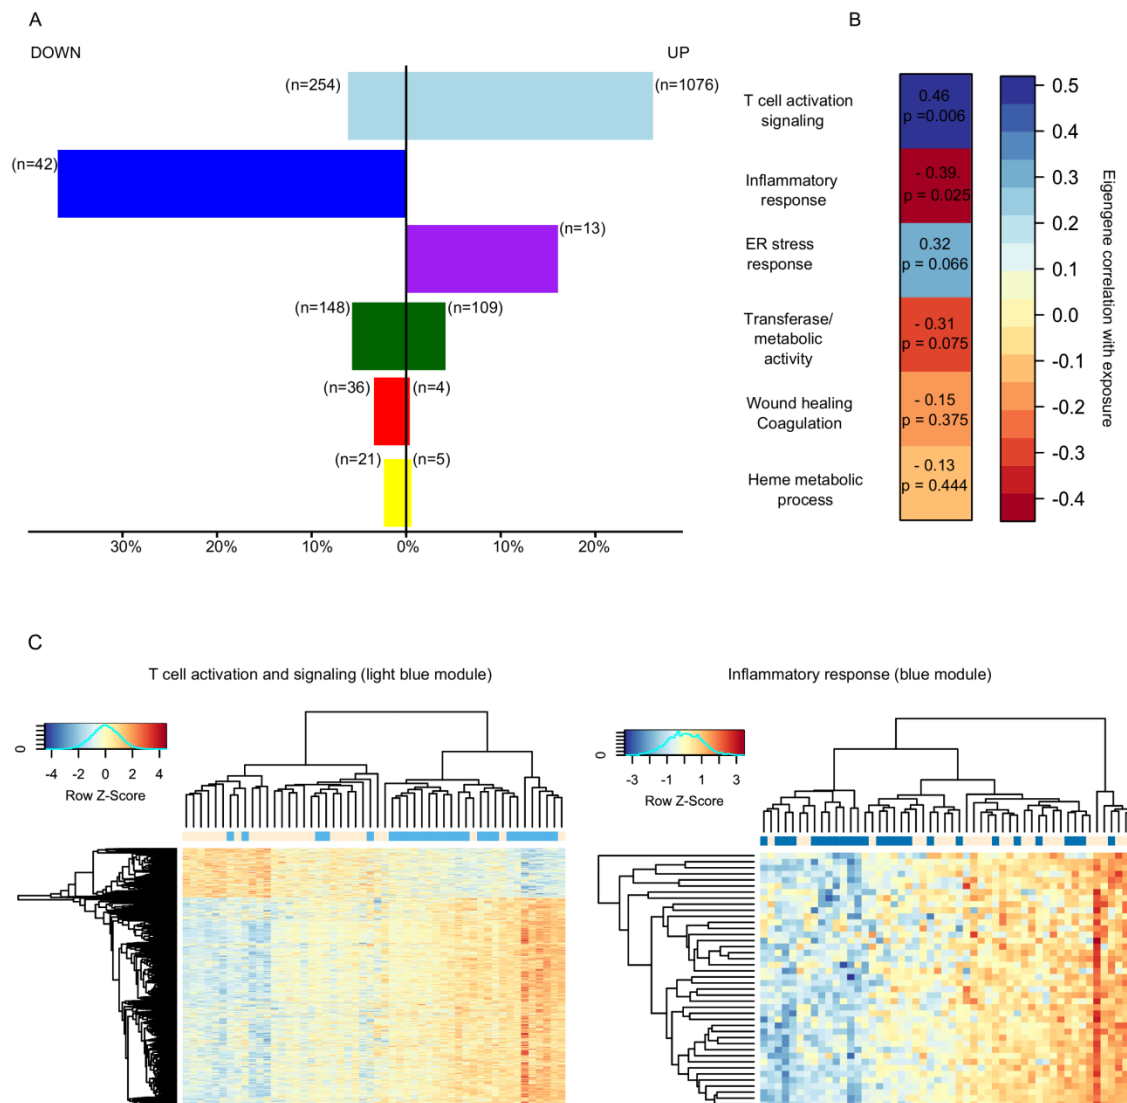 A
B
DOWN
UP
(n=254)
(n=1076)
(n=42)
(n=13)
(n=148)
(n=109)
(n=36)
(n=4)
(n=21)
(n=5)
30%
20%
10%
0%
10%
20%
T cell activation
signaling
Inflammatory
response
ER stress
response
Transferase/
metabolic
activity
Wound healing
Coagulation
Heme metabolic
process
0.46
p =0.006
- 0.39.
p = 0.025
0.32
p = 0.066
- 0.31
p = 0.075
- 0.15
p = 0.375
- 0.13
p = 0.444
0.5
0.4
0.3
0.2
0.1
0.0
-0.1
-0.2
-0.3
-0.4
Eigengene correlation with exposure
C
T cell activation and signaling (light blue module)
0
-4
-2
0
2
4
Row Z-Score
Inflammatory response (blue module)
0
-3
-1
1
3
Row Z-Score